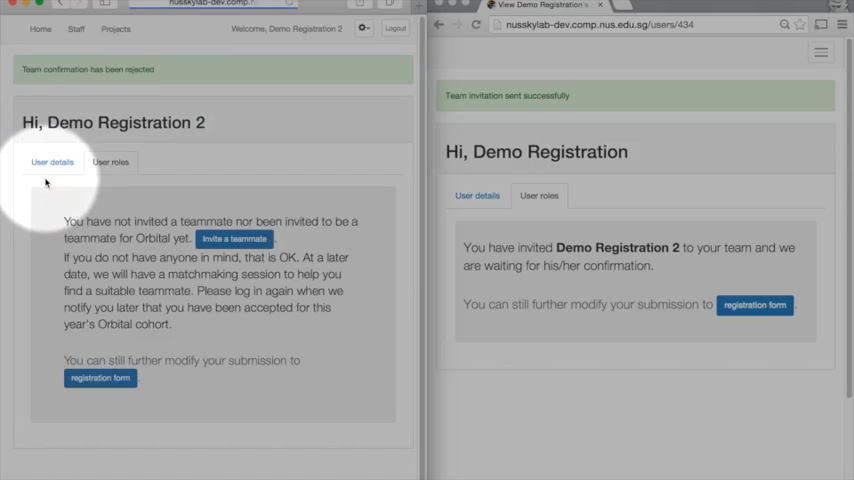 nusskylab-dev.comp.n
Home Staff Projects Welcome, Demo Registration 2 Logout
Team confirmation has been rejected
Hi, Demo Registration 2
User details User roles
You have not invited a teammate nor been invited to be a
teammate for Orbital yet. Invite a teammate.
If you do not have anyone in mind, that is OK. At a later
date, we will have a matchmaking session to help you
find a suitable teammate. Please log in again when we
notify you later that you have been accepted for this
year's Orbital cohort.
You can still further modify your submission to
registration form.
View Demo Registration's
nusskylab-dev.comp.nus.edu.sg/users/434
Team invitation sent successfully
Hi, Demo Registration
User details User roles
You have invited Demo Registration 2 to your team and we
are waiting for his/her confirmation.
You can still further modify your submission to registration form.